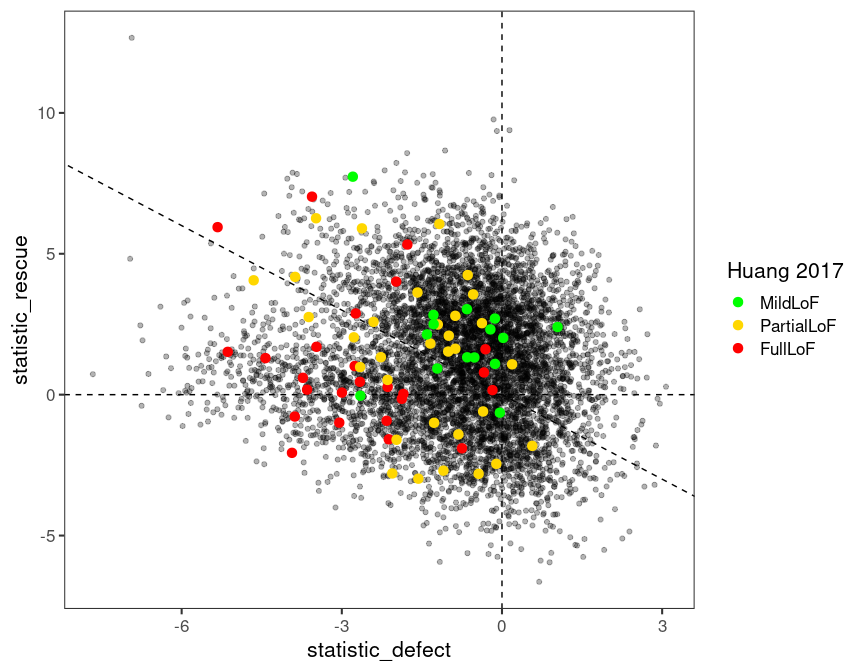 10
5
0
-5
-6
-3
0
3
statistic_rescue
statistic_defect
Huang 2017
MildLoF
PartialLoF
FullLoF